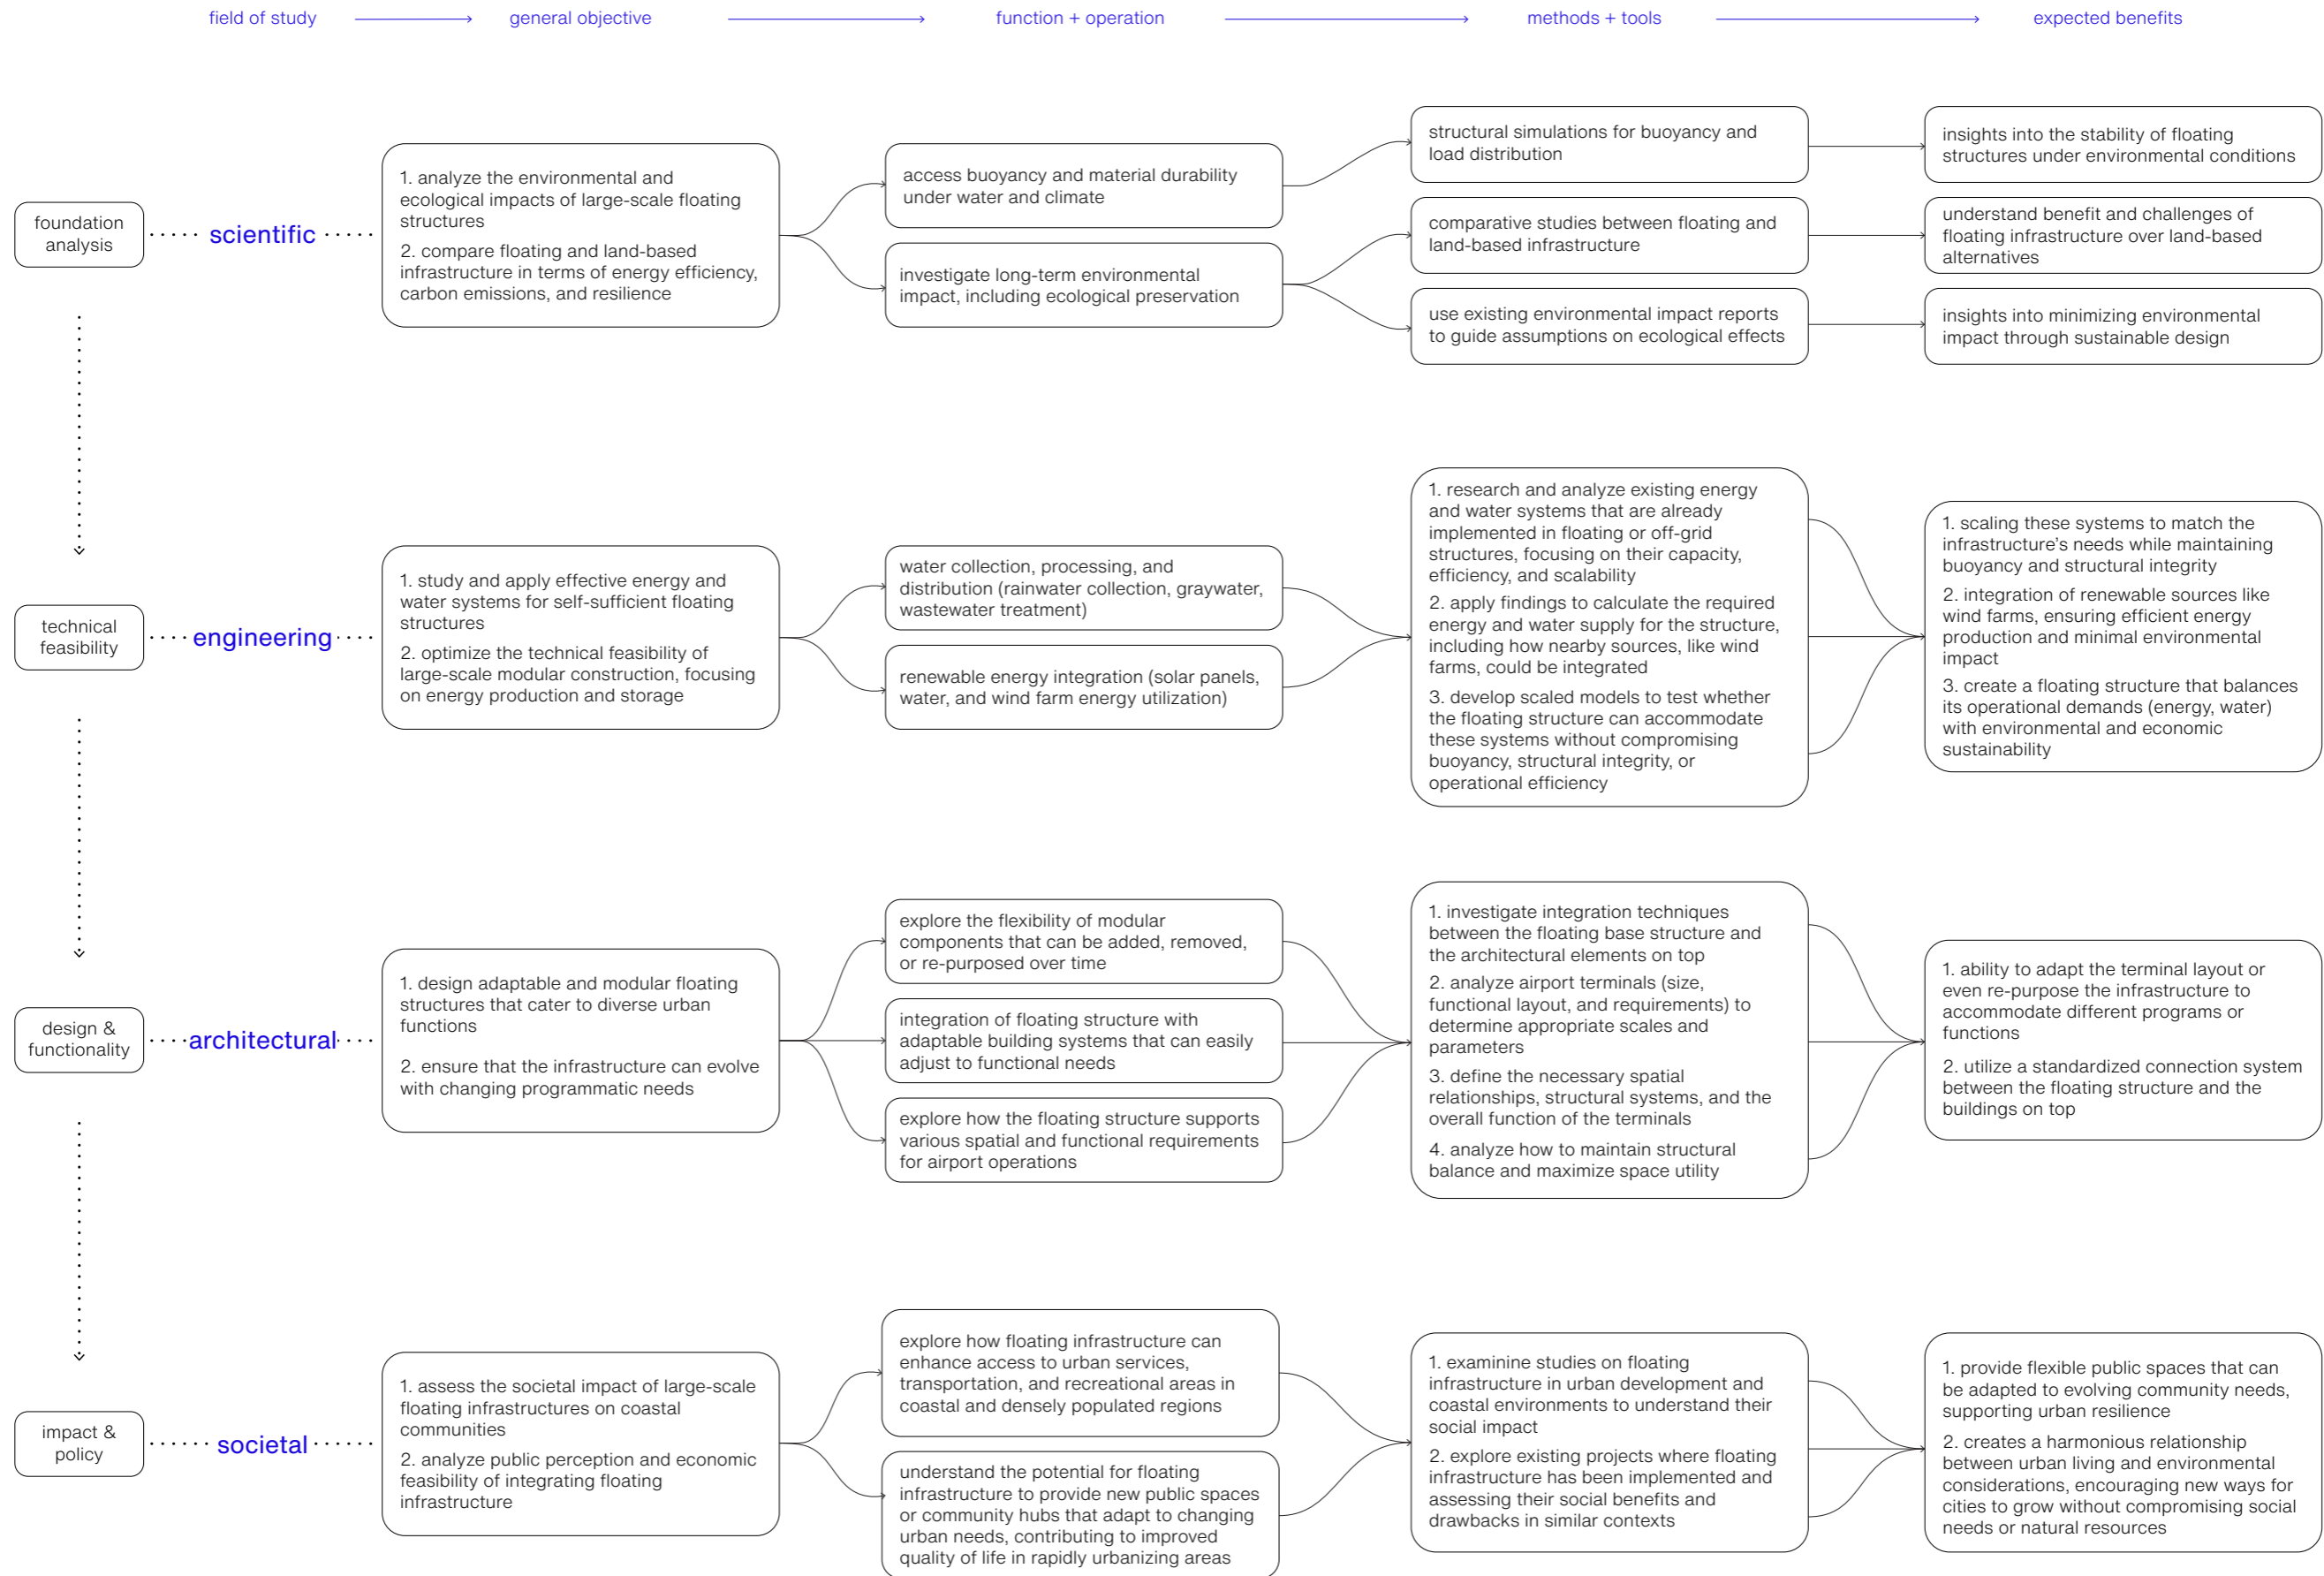 field of study
general objective
function + operation
methods + tools
expected benefits
foundation
analysis
scientific
1. analyze the environmental and
ecological impacts of large-scale floating
structures
2. compare floating and land-based
infrastructure in terms of energy efficiency,
carbon emissions, and resilience
access buoyancy and material durability
under water and climate
investigate long-term environmental
impact, including ecological preservation
structural simulations for buoyancy and
load distribution
comparative studies between floating and
land-based infrastructure
use existing environmental impact reports
to guide assumptions on ecological effects
insights into the stability of floating
structures under environmental conditions
understand benefit and challenges of
floating infrastructure over land-based
alternatives
insights into minimizing environmental
impact through sustainable design
technical
feasibility
engineering
1. study and apply effective energy and
water systems for self-sufficient floating
structures
2. optimize the technical feasibility of
large-scale modular construction, focusing
on energy production and storage
water collection, processing, and
distribution (rainwater collection, graywater,
wastewater treatment)
renewable energy integration (solar panels,
water, and wind farm energy utilization)
1. research and analyze existing energy
and water systems that are already
implemented in floating or off-grid
structures, focusing on their capacity,
efficiency, and scalability
2. apply findings to calculate the required
energy and water supply for the structure,
including how nearby sources, like wind
farms, could be integrated
3. develop scaled models to test whether
the floating structure can accommodate
these systems without compromising
buoyancy, structural integrity, or
operational efficiency
1. scaling these systems to match the
infrastructure's needs while maintaining
buoyancy and structural integrity
2. integration of renewable sources like
wind farms, ensuring efficient energy
production and minimal environmental
impact
3. create a floating structure that balances
its operational demands (energy, water)
with environmental and economic
sustainability
design &
functionality
architectural
1. design adaptable and modular floating
structures that cater to diverse urban
functions
2. ensure that the infrastructure can evolve
with changing programmatic needs
explore the flexibility of modular
components that can be added, removed,
or re-purposed over time
integration of floating structure with
adaptable building systems that can easily
adjust to functional needs
explore how the floating structure supports
various spatial and functional requirements
for airport operations
1. investigate integration techniques
between the floating base structure and
the architectural elements on top
2. analyze airport terminals (size,
functional layout, and requirements) to
determine appropriate scales and
parameters
3. define the necessary spatial
relationships, structural systems, and the
overall function of the terminals
4. analyze how to maintain structural
balance and maximize space utility
1. ability to adapt the terminal layout or
even re-purpose the infrastructure to
accommodate different programs or
functions
2. utilize a standardized connection system
between the floating structure and the
buildings on top
impact &
policy
societal
1. assess the societal impact of large-scale
floating infrastructures on coastal
communities
2. analyze public perception and economic
feasibility of integrating floating
infrastructure
explore how floating infrastructure can
enhance access to urban services,
transportation, and recreational areas in
coastal and densely populated regions
understand the potential for floating
infrastructure to provide new public spaces
or community hubs that adapt to changing
urban needs, contributing to improved
quality of life in rapidly urbanizing areas
1. examinine studies on floating
infrastructure in urban development and
coastal environments to understand their
social impact
2. explore existing projects where floating
infrastructure has been implemented and
assessing their social benefits and
drawbacks in similar contexts
1. provide flexible public spaces that can
be adapted to evolving community needs,
supporting urban resilience
2. creates a harmonious relationship
between urban living and environmental
considerations, encouraging new ways for
cities to grow without compromising social
needs or natural resources